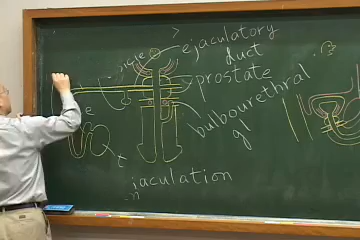 ejaculatory
duct
prostate
bulbourethral
gl
t
jaculation